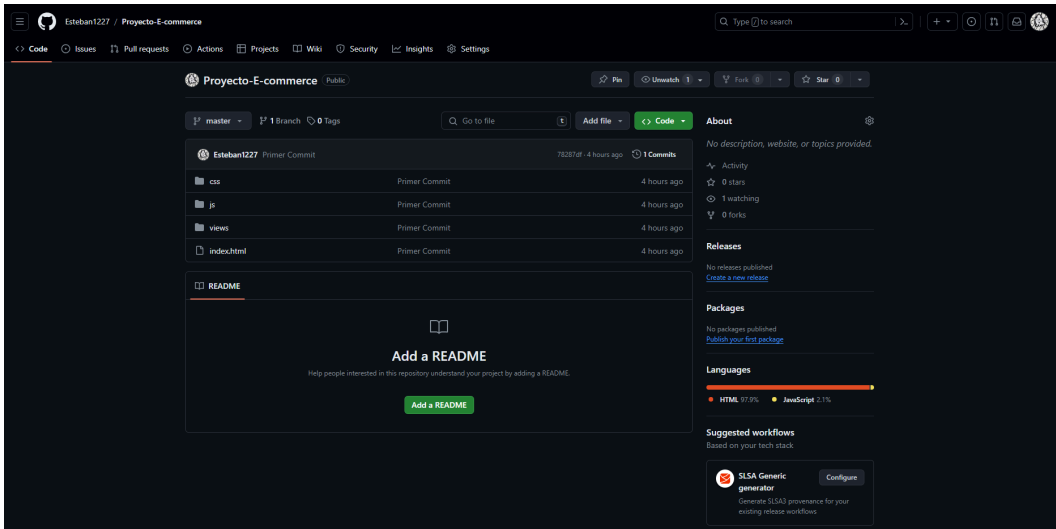 Esteban1227 / Proyecto-E-commerce
Type / to search
Code Issues Pull requests Actions Projects Wiki Security Insights Settings
Proyecto-E-commerce Public
Pin Unwatch 1 Fork 0 Star 0
master 1 Branch 0 Tags
Go to file t Add file Code
Esteban1227 Primer Commit 78287df · 4 hours ago 1 Commits
css Primer Commit 4 hours ago
js Primer Commit 4 hours ago
views Primer Commit 4 hours ago
index.html Primer Commit 4 hours ago
README
Add a README
Help people interested in this repository understand your project by adding a README.
Add a README
About
No description, website, or topics provided.
Activity
0 stars
1 watching
0 forks
Releases
No releases published
Create a new release
Packages
No packages published
Publish your first package
Languages
HTML 97.9% JavaScript 2.1%
Suggested workflows
Based on your tech stack
SLSA Generic generator
Configure
Generate SLSA3 provenance for your
existing release workflows